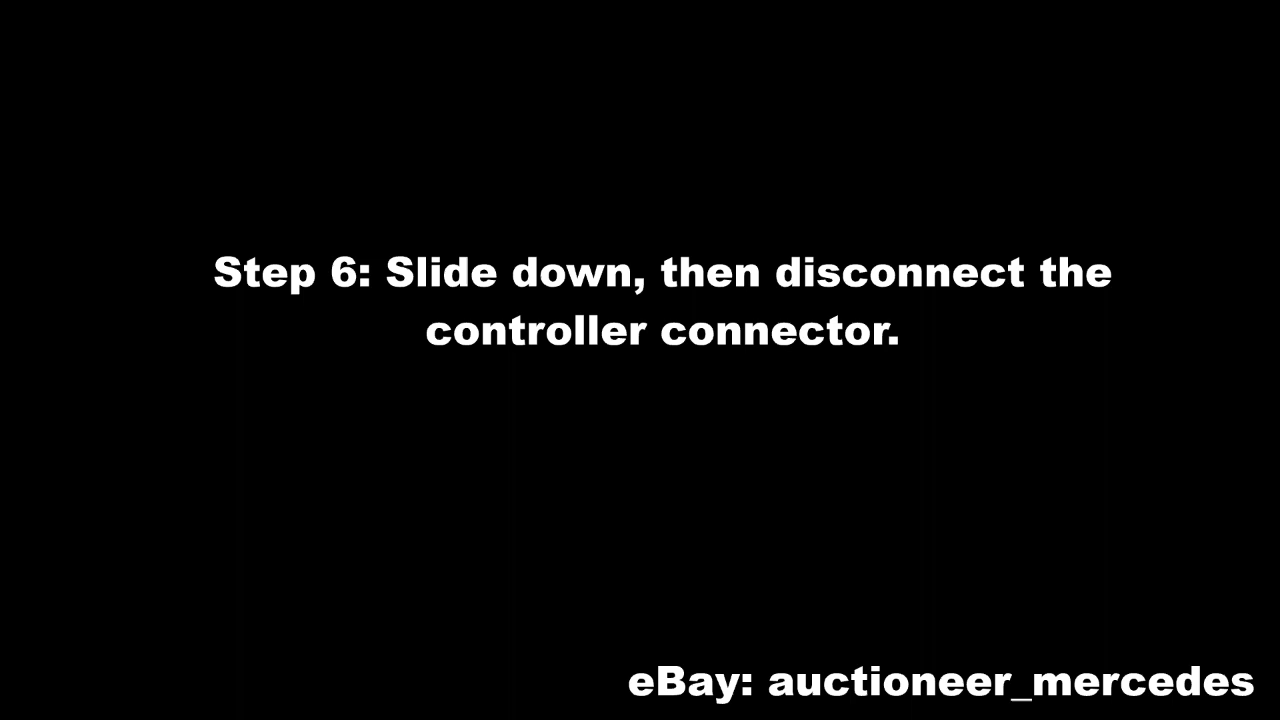 Step 6: Slide down, then disconnect the
controller connector.
eBay: auctioneer_mercedes